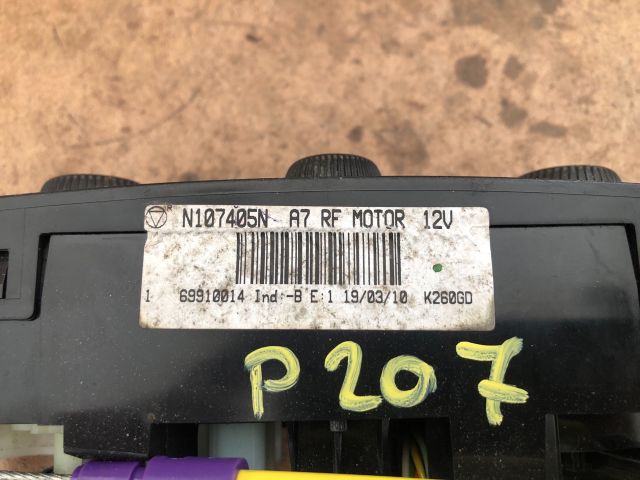 N107405N A7 RF MOTOR 12V
1 69910014 Ind:-B E:1 19/03/10 K260GD
P207